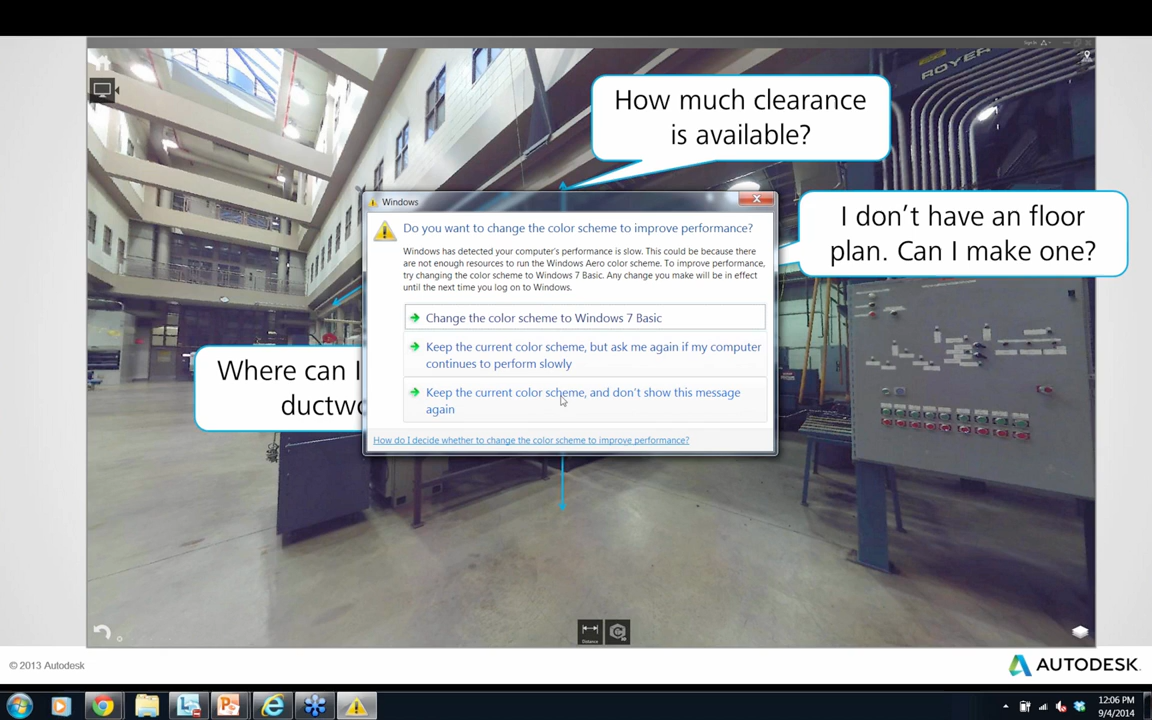 ROYER
How much clearance
is available?
I don't have an floor
plan. Can I make one?
Where can I
Windows
Do you want to change the color scheme to improve performance?
Windows has detected your computer's performance is slow. This could be because
there are not enough resources to run the Windows Aero color scheme. To improve performance,
try changing the color scheme to Windows 7 Basic. Any change you make will be in effect
until the next time you log on to Windows.
Change the color scheme to Windows 7 Basic
Keep the current color scheme, but ask me again if my computer
continues to perform slowly
Keep the current color scheme, and don't show this message
again
How do I decide whether to change the color scheme to improve performance?
Distance
© 2013 Autodesk
AUTODESK.
12:06 PM
9/4/2014